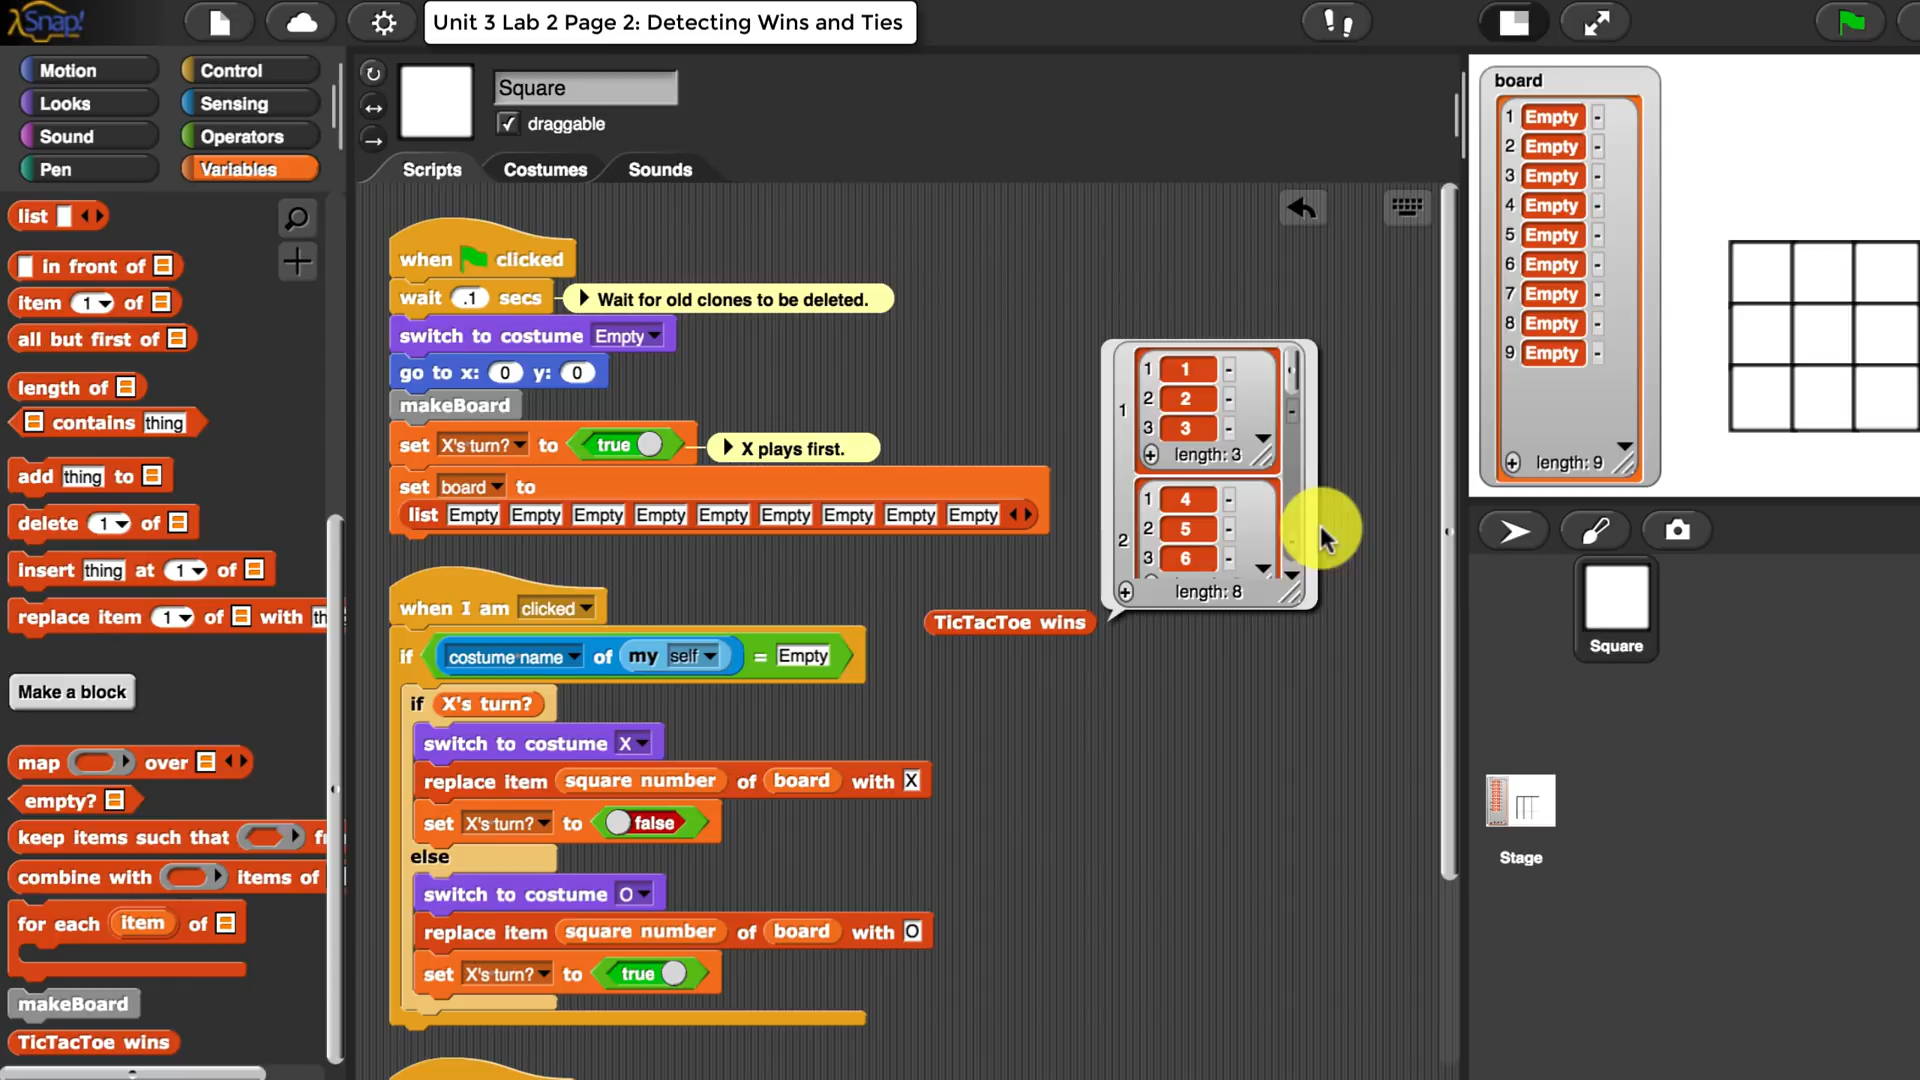 Snap!
Unit 3 Lab 2 Page 2: Detecting Wins and Ties
Motion
Control
Looks
Sensing
Sound
Operators
Pen
Variables
list
in front of
item 1 of
all but first of
length of
contains thing
add thing to
delete 1 of
insert thing at 1 of
replace item 1 of with
Make a block
map over
empty?
keep items such that
combine with items of
for each item of
makeBoard
TicTacToe wins
Square
draggable
Scripts
Costumes
Sounds
when clicked
wait .1 secs
Wait for old clones to be deleted.
switch to costume Empty
go to x: 0 y: 0
makeBoard
set X's turn? to true
X plays first.
set board to
list Empty Empty Empty Empty Empty Empty Empty Empty Empty
when I am clicked
if costume name of my self = Empty
if X's turn?
switch to costume X
replace item square number of board with X
set X's turn? to false
else
switch to costume O
replace item square number of board with O
set X's turn? to true
TicTacToe wins
1
1 1 -
2 2 -
3 3 -
+ length: 3
2
1 4 -
2 5 -
3 6 -
+ length: 8
board
1 Empty -
2 Empty -
3 Empty -
4 Empty -
5 Empty -
6 Empty -
7 Empty -
8 Empty -
9 Empty -
+ length: 9
Square
Stage